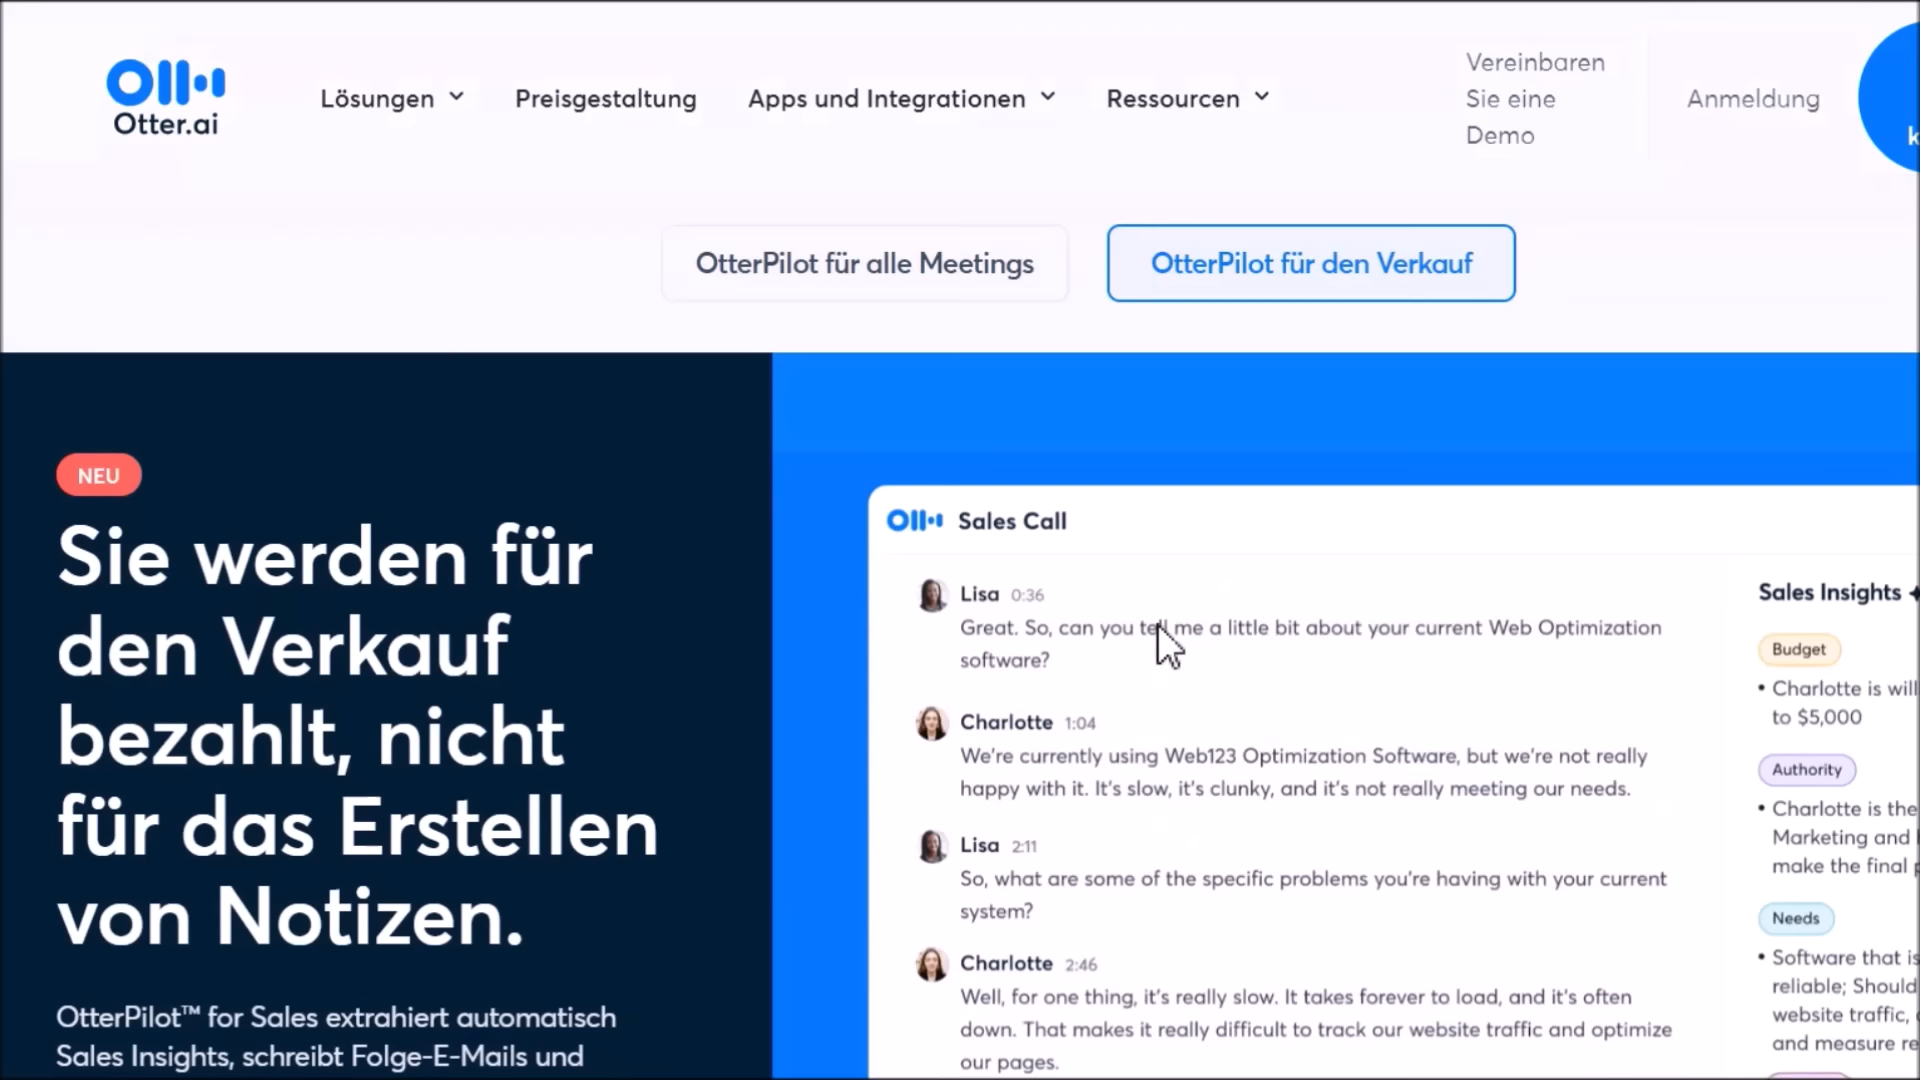 Otter.ai
Lösungen
Preisgestaltung
Apps und Integrationen
Ressourcen
Vereinbaren
Sie eine
Demo
Anmeldung
OtterPilot für alle Meetings
OtterPilot für den Verkauf
NEU
Sie werden für
den Verkauf
bezahlt, nicht
für das Erstellen
von Notizen.
OtterPilot™ for Sales extrahiert automatisch
Sales Insights, schreibt Folge-E-Mails und
Sales Call
Lisa 0:36
Great. So, can you tell me a little bit about your current Web Optimization
software?
Charlotte 1:04
We're currently using Web123 Optimization Software, but we're not really
happy with it. It's slow, it's clunky, and it's not really meeting our needs.
Lisa 2:11
So, what are some of the specific problems you're having with your current
system?
Charlotte 2:46
Well, for one thing, it's really slow. It takes forever to load, and it's often
down. That makes it really difficult to track our website traffic and optimize
our pages.
Sales Insights
Budget
• Charlotte is will
to $5,000
Authority
• Charlotte is the
Marketing and
make the final
Needs
• Software that is
reliable; Should
website traffic,
and measure re